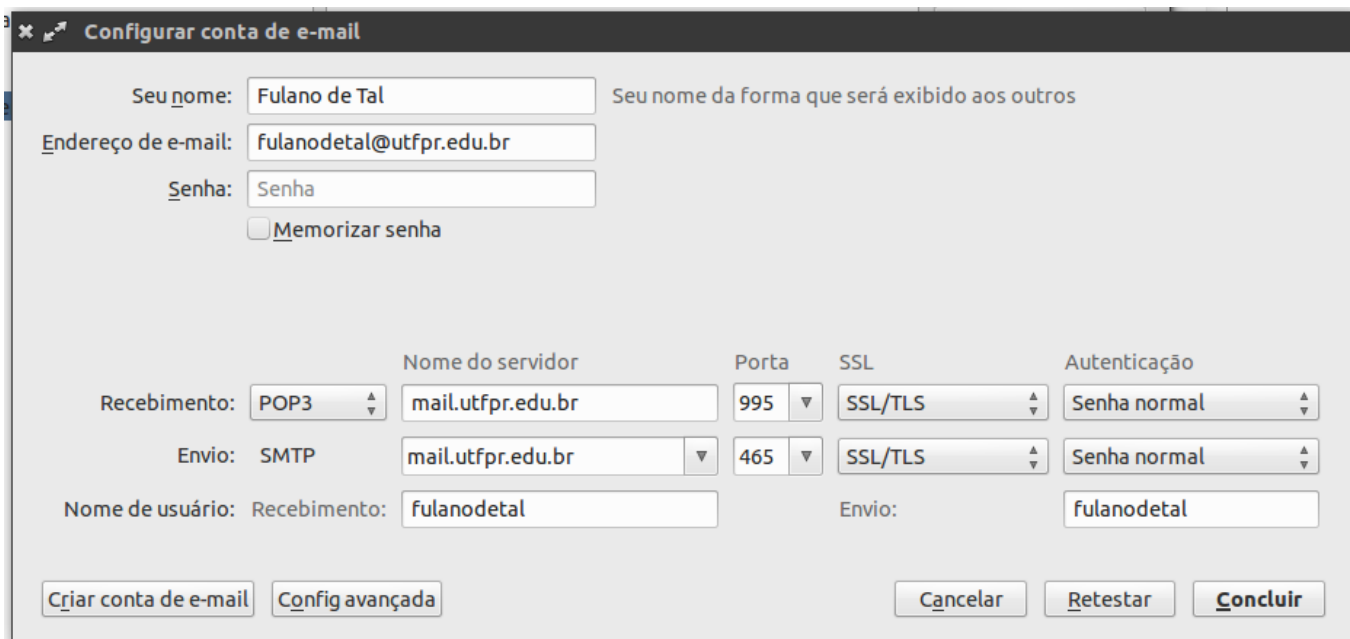 Configurar conta de e-mail
Seu nome: Fulano de Tal Seu nome da forma que será exibido aos outros
Endereço de e-mail: fulanodetal@utfpr.edu.br
Senha: Senha
Memorizar senha
Nome do servidor Porta SSL Autenticação
Recebimento: POP3 mail.utfpr.edu.br 995 SSL/TLS Senha normal
Envio: SMTP mail.utfpr.edu.br 465 SSL/TLS Senha normal
Nome de usuário: Recebimento: fulanodetal Envio: fulanodetal
Criar conta de e-mail Config avançada Cancelar Retestar Concluir